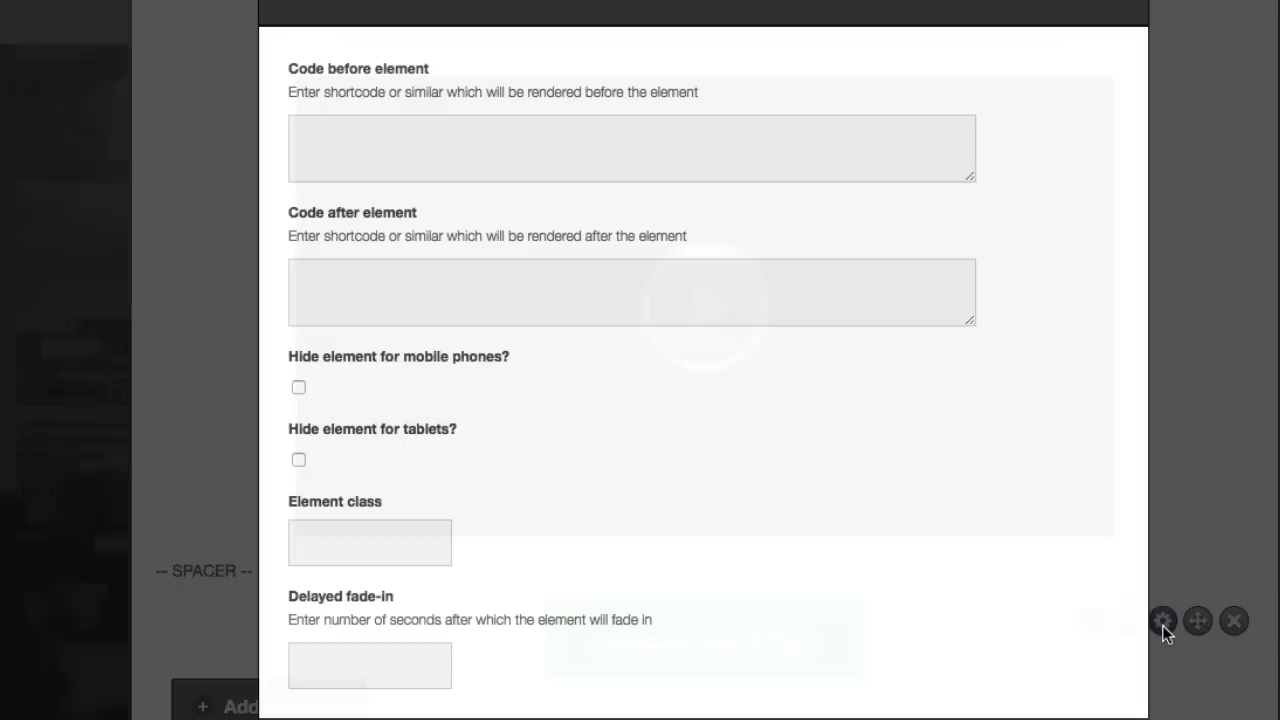 Code before element
Enter shortcode or similar which will be rendered before the element
Code after element
Enter shortcode or similar which will be rendered after the element
Hide element for mobile phones?
Hide element for tablets?
Element class
-- SPACER --
Delayed fade-in
Enter number of seconds after which the element will fade in
+ Add